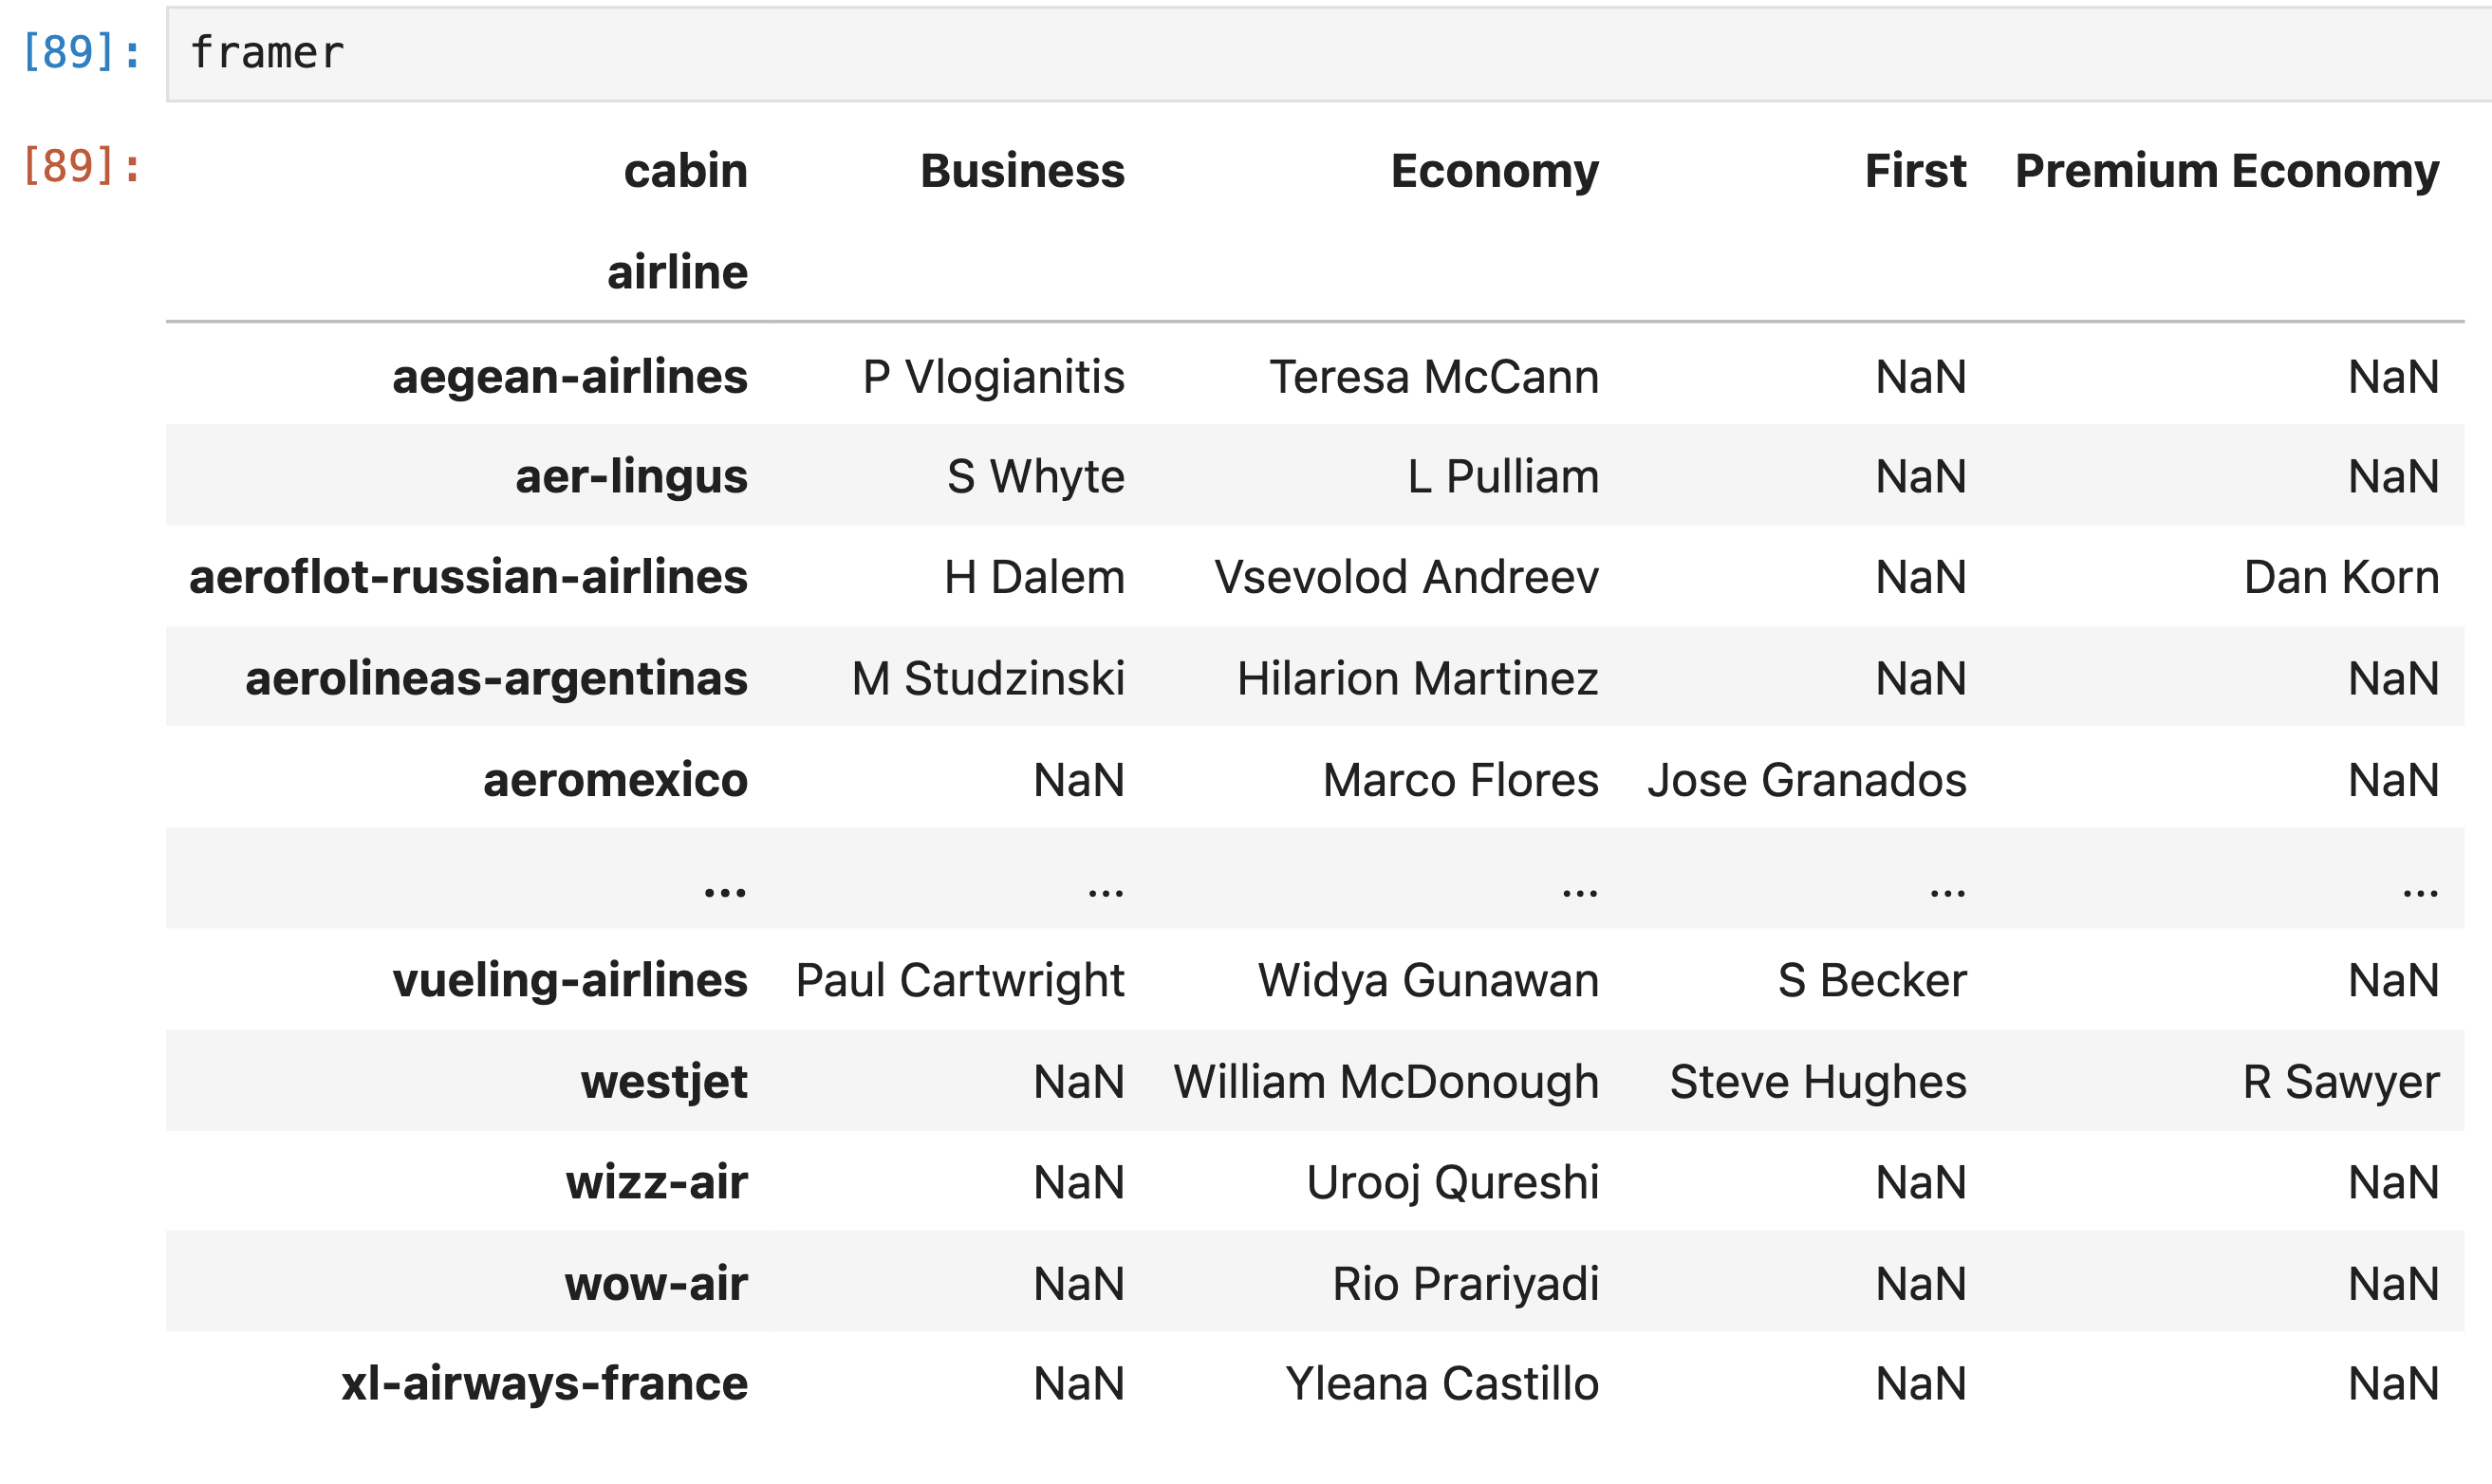 [89]: framer
[89]: cabin Business Economy First Premium Economy
airline
aegean-airlines P Vlogianitis Teresa McCann NaN NaN
aer-lingus S Whyte L Pulliam NaN NaN
aeroflot-russian-airlines H Dalem Vsevolod Andreev NaN Dan Korn
aerolineas-argentinas M Studzinski Hilarion Martinez NaN NaN
aeromexico NaN Marco Flores Jose Granados NaN
... ... ... ... ...
vueling-airlines Paul Cartwright Widya Gunawan S Becker NaN
westjet NaN William McDonough Steve Hughes R Sawyer
wizz-air NaN Urooj Qureshi NaN NaN
wow-air NaN Rio Prariyadi NaN NaN
xl-airways-france NaN Yleana Castillo NaN NaN